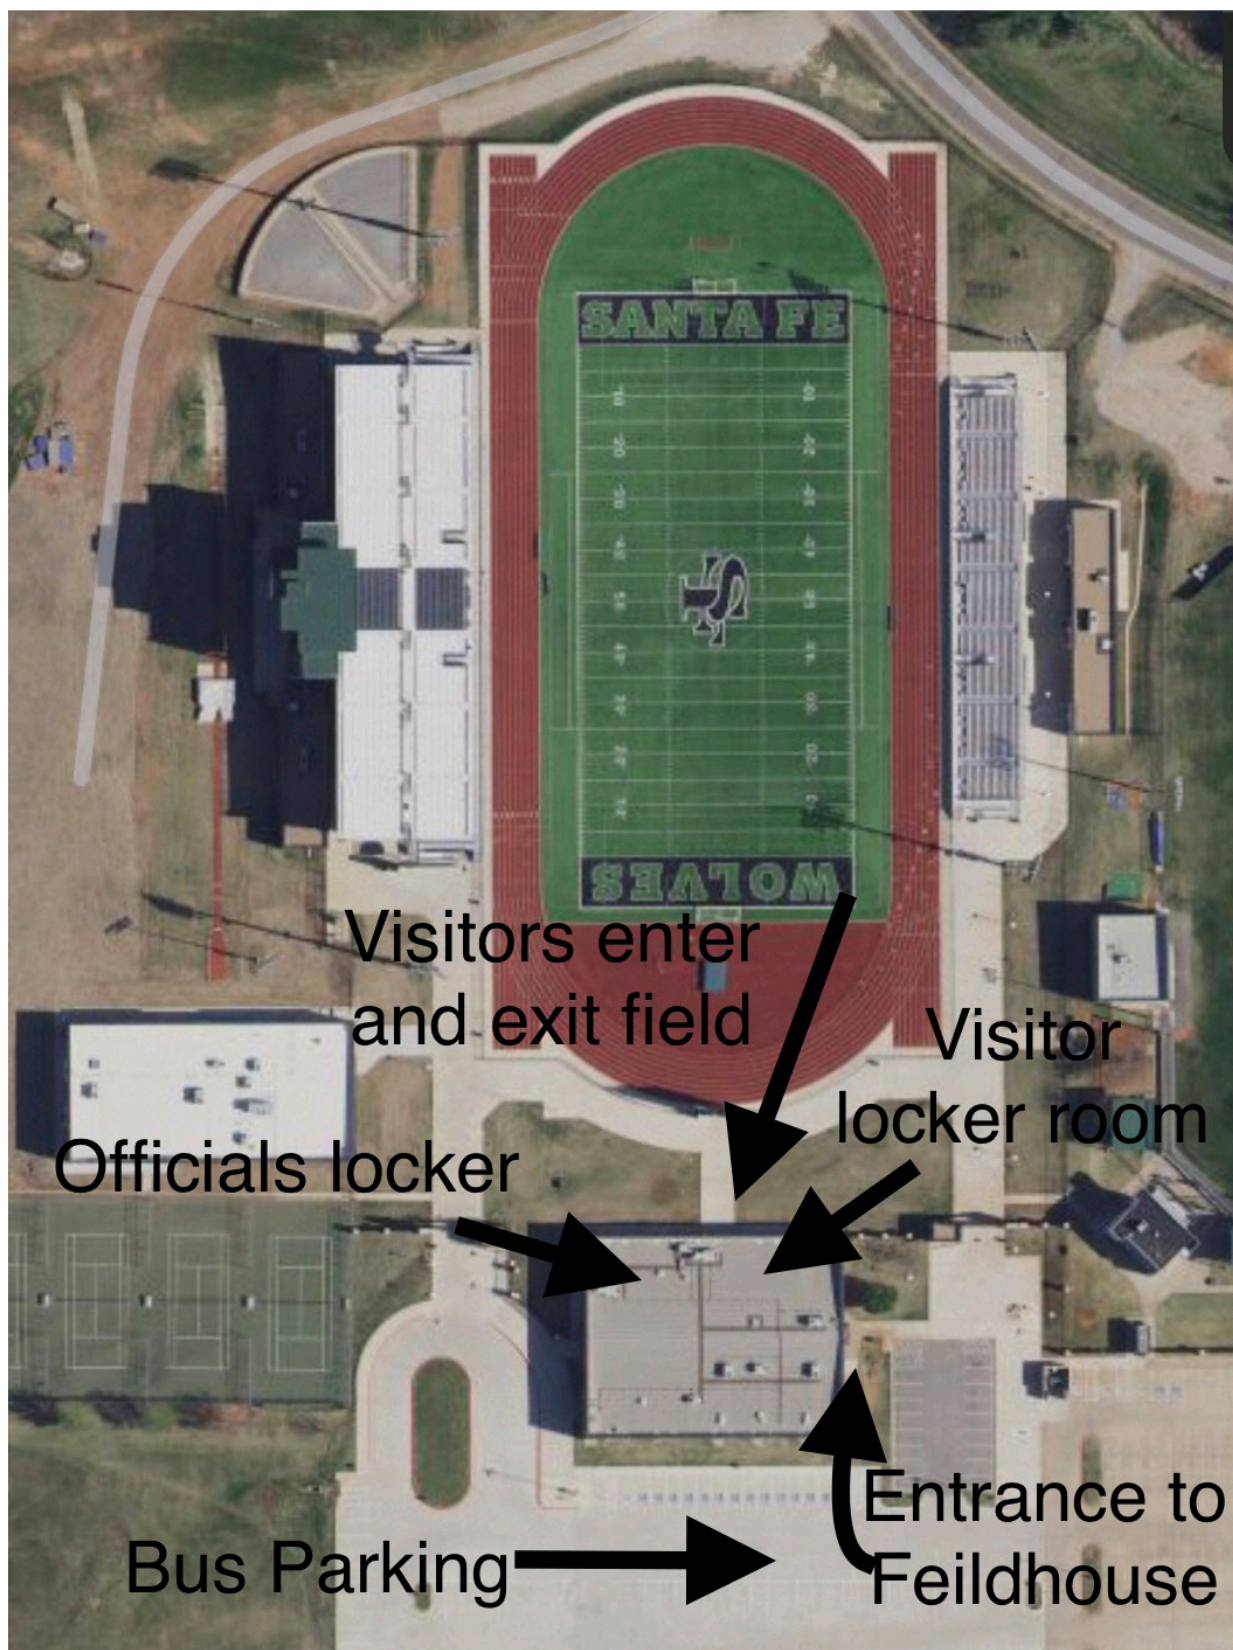 SANTA FE
WOLVES
Visitors enter
and exit field
Visitor
locker room
Officials locker
Entrance to
Feildhouse
Bus Parking